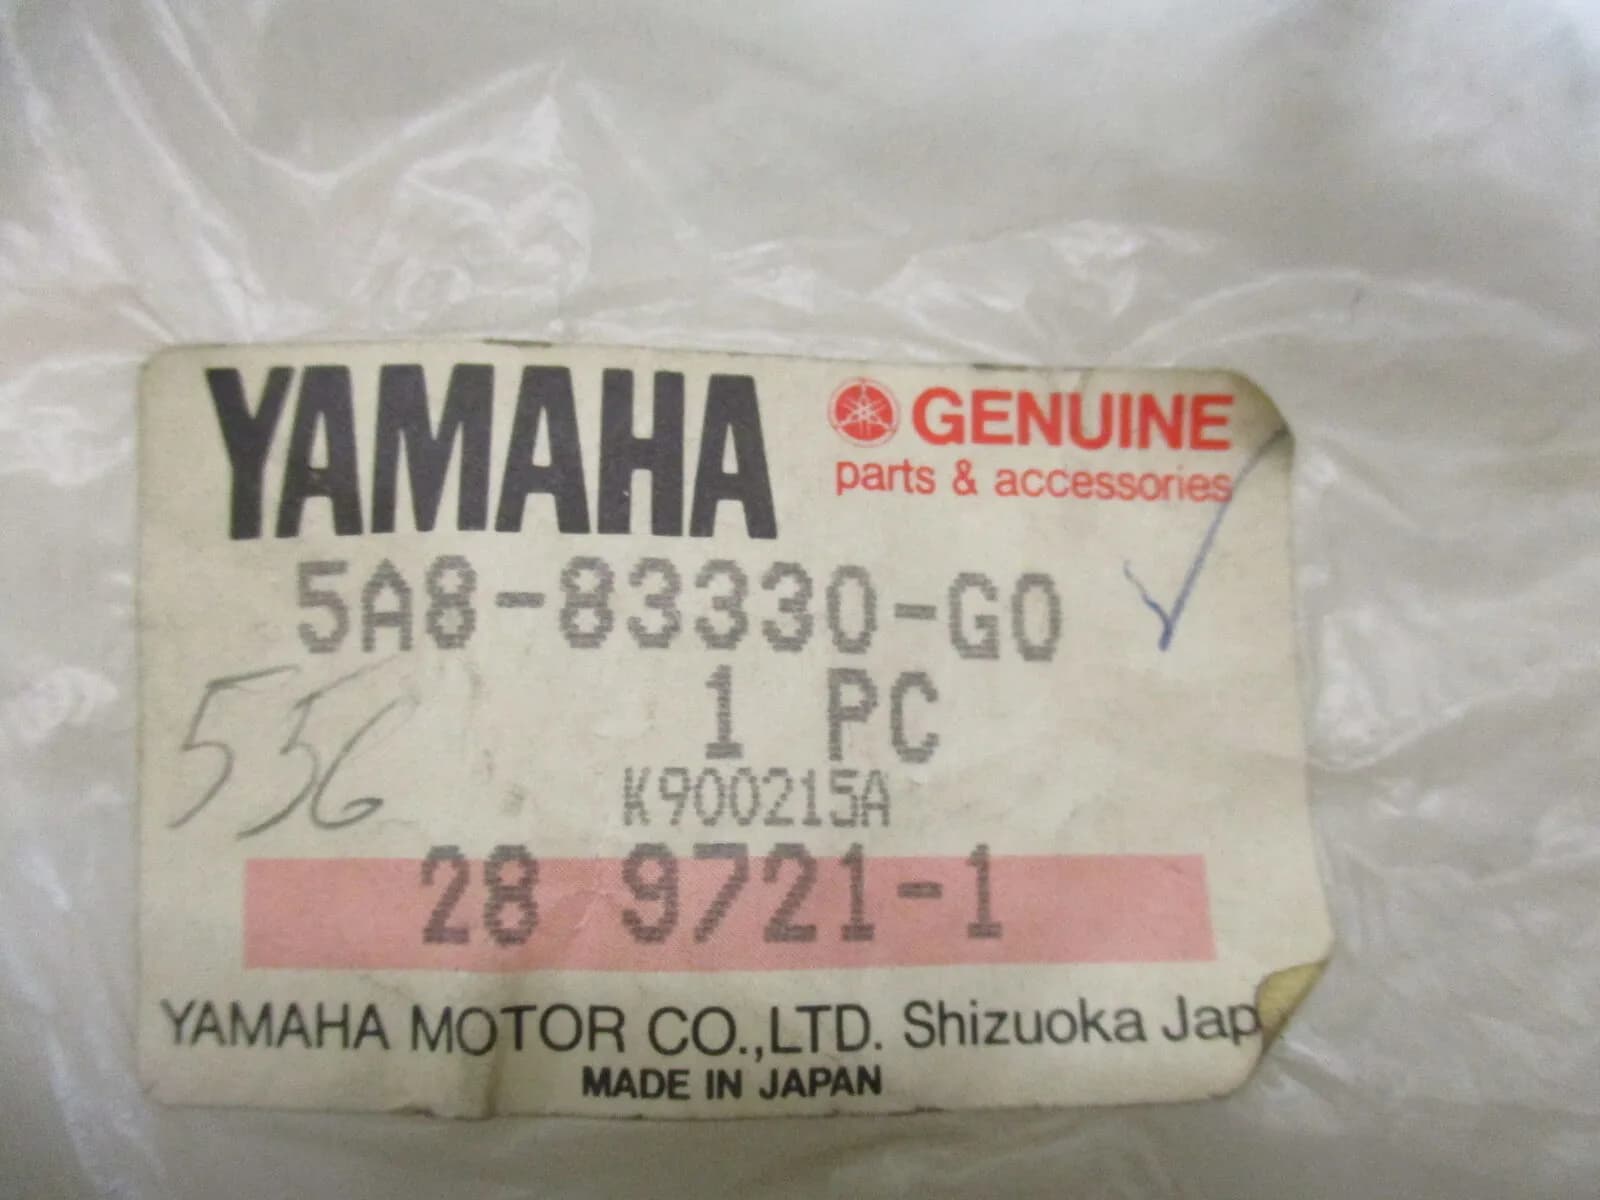 YAMAHA
GENUINE
parts & accessories
5A8-83330-G0
1 PC
556
K900215A
28 9721-1
YAMAHA MOTOR CO.,LTD. Shizuoka Jap
MADE IN JAPAN